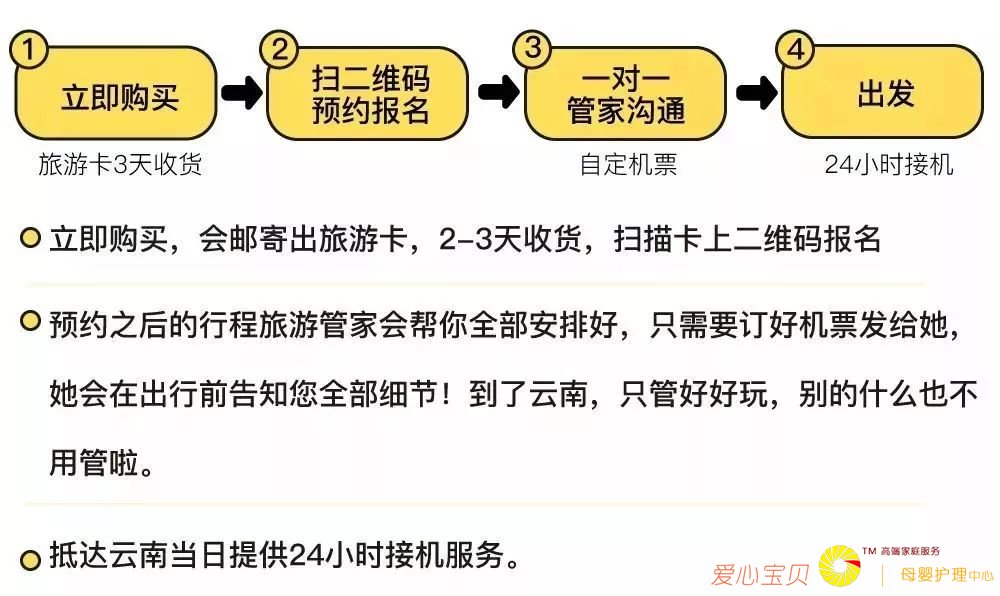 1
立即购买
旅游卡3天收货
2
扫二维码
预约报名
3
一对一
管家沟通
自定机票
4
出发
24小时接机
立即购买，会邮寄出旅游卡，2-3天收货，扫描卡上二维码报名
预约之后的行程旅游管家会帮你全部安排好，只需要订好机票发给她，
她会在出行前告知您全部细节！到了云南，只管好好玩，别的什么也不
用管啦。
抵达云南当日提供24小时接机服务。
爱心宝贝
TM 高端家庭服务
母婴护理中心